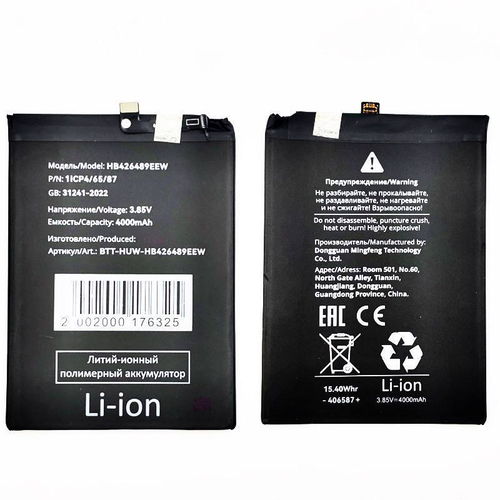 Модель/Model: HB426489EEW
P/N: 1ICP4/65/87
GB: 31241-2022
Напряжение/Voltage: 3.85V
Емкость/Capacity: 4000mAh
Изготовлено/Produced:
Артикул/Art.: BTT-HUW-HB426489EEW
2 002000 176325
Литий-ионный
полимерный аккумулятор
Li-ion
Предупреждение/Warning
Не разбирайте, не прокалывайте,
не раздавливайте, не нагревайте
и не сжигайте! Взрывоопасно!
Do not disassemble, puncture crush,
heat or burn! Highly explosive!
Производитель/Manufacturer:
Dongguan Mingfeng Technology
Co., Ltd.
Адрес/Adress: Room 501, No.60,
North Gate Alley, Tianxin,
Huangjiang, Dongguan,
Guangdong Province, China.
EAC CE
15.40Whr
- 406587 +
Li-ion
3.85V=4000mAh